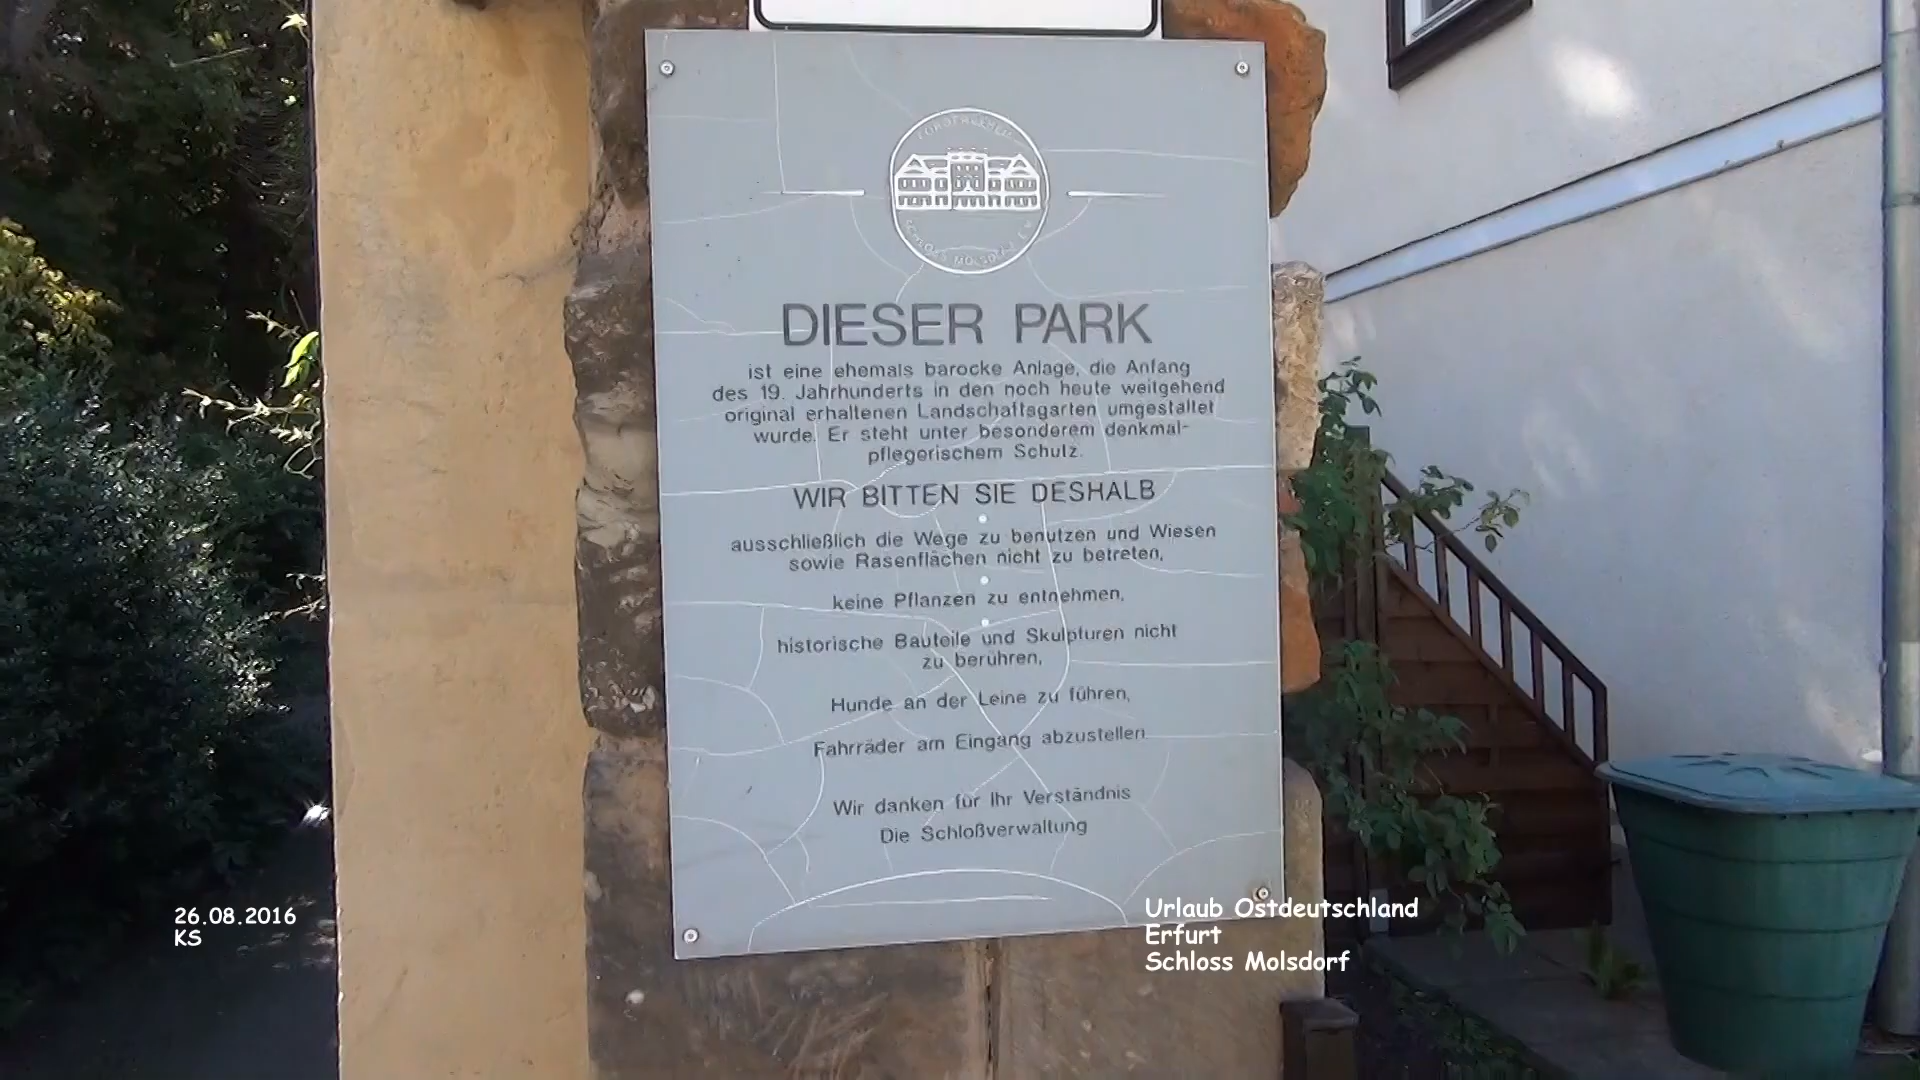 FÖRDERVEREIN
SCHLOSS MOLSDORF E.V.
DIESER PARK
ist eine ehemals barocke Anlage, die Anfang
des 19. Jahrhunderts in den noch heute weitgehend
original erhaltenen Landschaftsgarten umgestaltet
wurde. Er steht unter besonderem denkmal-
pflegerischem Schutz.
WIR BITTEN SIE DESHALB
ausschließlich die Wege zu benutzen und Wiesen
sowie Rasenflächen nicht zu betreten,
keine Pflanzen zu entnehmen,
historische Bauteile und Skulpturen nicht
zu berühren,
Hunde an der Leine zu führen,
Fahrräder am Eingang abzustellen
Wir danken für Ihr Verständnis
Die Schloßverwaltung
26.08.2016
KS
Urlaub Ostdeutschland
Erfurt
Schloss Molsdorf